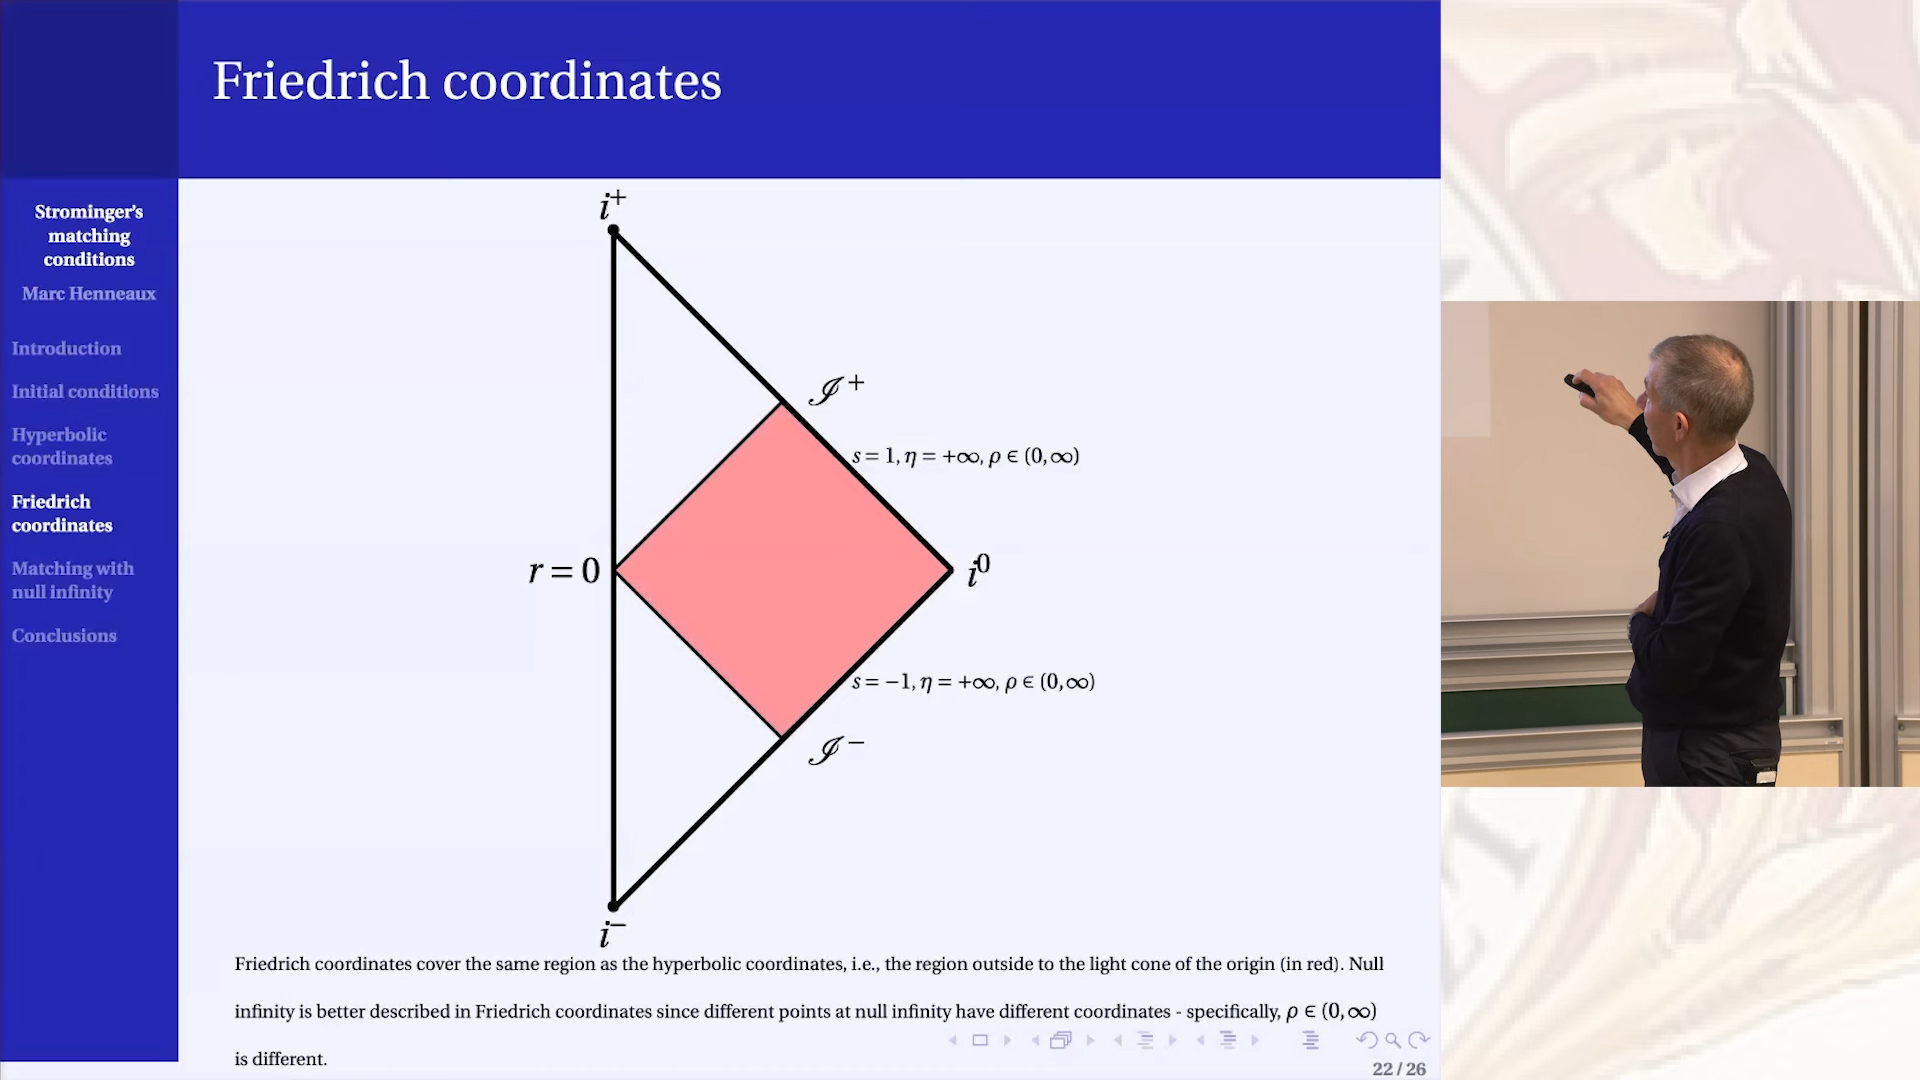 Friedrich coordinates
Strominger's
matching
conditions
Marc Henneaux
Introduction
Initial conditions
Hyperbolic
coordinates
Friedrich
coordinates
Matching with
null infinity
Conclusions
i⁺
ℐ⁺
s = 1, η = +∞, ρ ∈ (0, ∞)
r = 0
i⁰
s = −1, η = +∞, ρ ∈ (0, ∞)
ℐ⁻
i⁻
Friedrich coordinates cover the same region as the hyperbolic coordinates, i.e., the region outside to the light cone of the origin (in red). Null
infinity is better described in Friedrich coordinates since different points at null infinity have different coordinates - specifically, ρ ∈ (0, ∞)
is different.
22 / 26